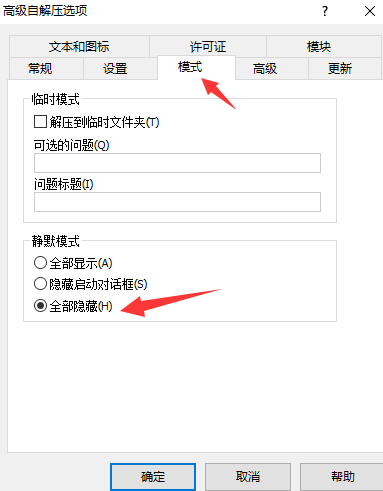 高级自解压选项
文本和图标 许可证 模块
常规 设置 模式 高级 更新
临时模式
解压到临时文件夹(T)
可选的问题(Q)
问题标题(I)
静默模式
全部显示(A)
隐藏启动对话框(S)
全部隐藏(H)
确定 取消 帮助